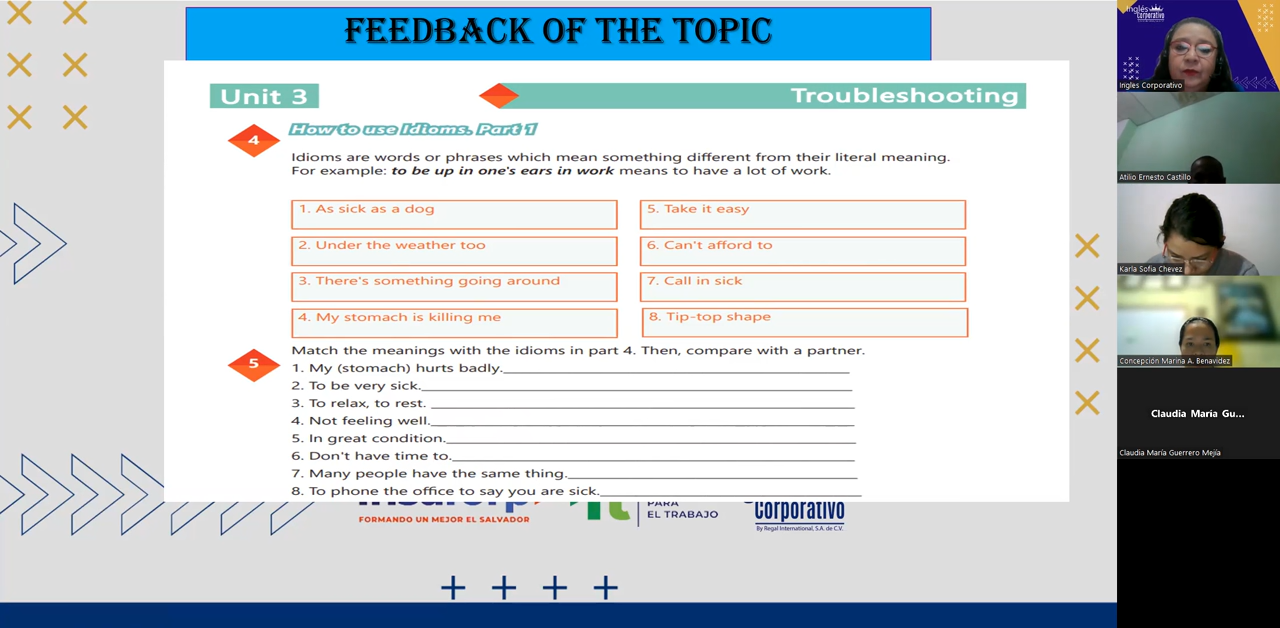 FEEDBACK OF THE TOPIC
Unit 3
Troubleshooting
4
How to use Idioms. Part 1
Idioms are words or phrases which mean something different from their literal meaning.
For example: to be up in one's ears in work means to have a lot of work.
1. As sick as a dog
5. Take it easy
2. Under the weather too
6. Can't afford to
3. There's something going around
7. Call in sick
4. My stomach is killing me
8. Tip-top shape
5
Match the meanings with the idioms in part 4. Then, compare with a partner.
1. My (stomach) hurts badly.
2. To be very sick.
3. To relax, to rest.
4. Not feeling well.
5. In great condition.
6. Don't have time to.
7. Many people have the same thing.
8. To phone the office to say you are sick.
FORMANDO UN MEJOR EL SALVADOR
PARA
EL TRABAJO
Corporativo
By Regal International, S.A. de C.V.
Inglés
Corporativo
Ingles Corporativo
Atilio Ernesto Castillo
Karla Sofia Chevez
Concepción Marina A. Benavidez
Claudia María Gu...
Claudia María Guerrero Mejía